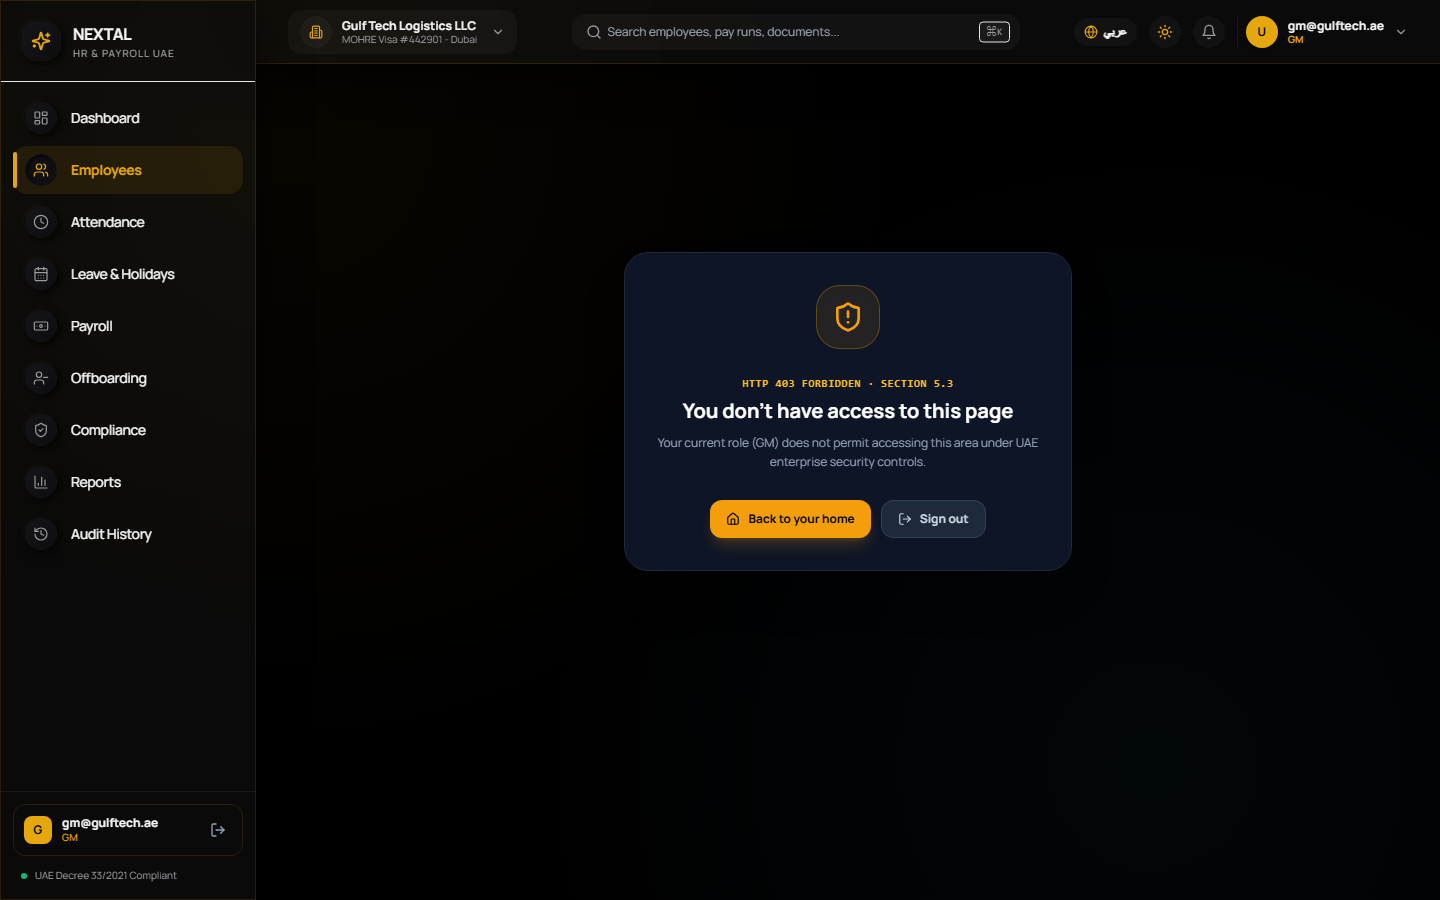 NEXTAL
HR & PAYROLL UAE
Dashboard
Employees
Attendance
Leave & Holidays
Payroll
Offboarding
Compliance
Reports
Audit History
G
gm@gulftech.ae
GM
UAE Decree 33/2021 Compliant
Gulf Tech Logistics LLC
MOHRE Visa #442901 - Dubai
Search employees, pay runs, documents...
⌘K
عربي
U
gm@gulftech.ae
GM
HTTP 403 FORBIDDEN · SECTION 5.3
You don't have access to this page
Your current role (GM) does not permit accessing this area under UAE
enterprise security controls.
Back to your home
Sign out